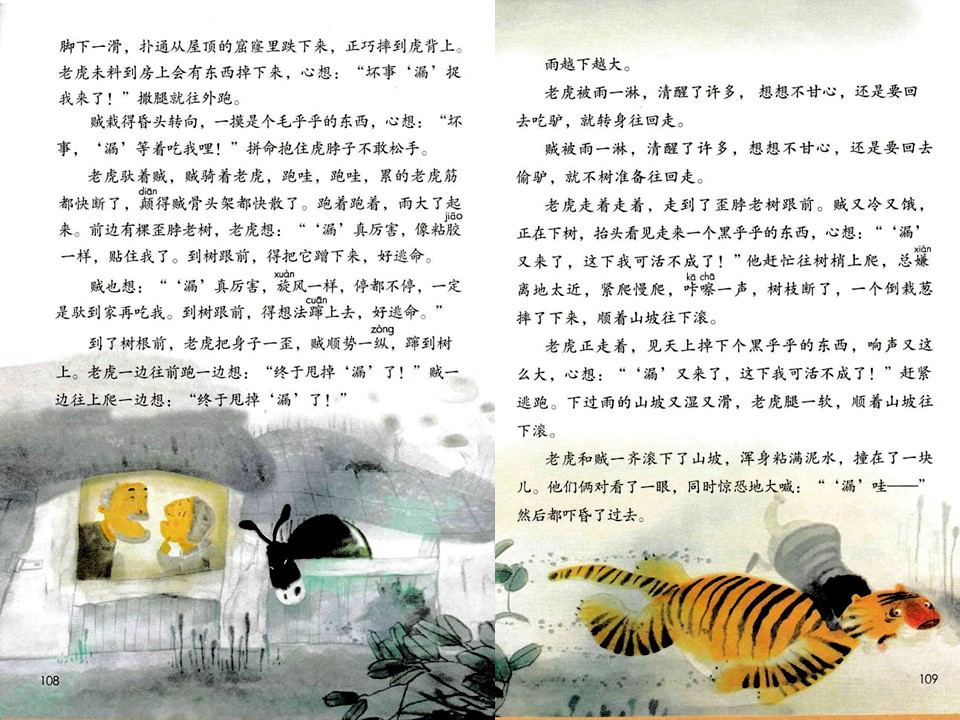 脚下一滑，扑通从屋顶的窟窿里跌下来，正巧摔到虎背上。
老虎未料到房上会有东西掉下来，心想：“坏事‘漏’捉
我来了！”撒腿就往外跑。
贼栽得昏头转向，一摸是个毛乎乎的东西，心想：“坏
事，‘漏’等着吃我哩！”拼命抱住虎脖子不敢松手。
老虎驮着贼，贼骑着老虎，跑哇，跑哇，累的老虎筋
diān
都快断了，颠得贼骨头架都快散了。跑着跑着，雨大了起
jiāo
来。前边有棵歪脖老树，老虎想：“‘漏’真厉害，像粘胶
一样，贴住我了。到树跟前，得把它蹭下来，好逃命。
xuàn
贼也想：“‘漏’真厉害，旋风一样，停都不停，一定
cuān
是驮到家再吃我。到树跟前，得想法蹿上去，好逃命。”
zòng
到了树根前，老虎把身子一歪，贼顺势一纵，蹿到树
上。老虎一边往前跑一边想：“终于甩掉‘漏’了！”贼一
边往上爬一边想：“终于甩掉‘漏’了！”
108
雨越下越大。
老虎被雨一淋，清醒了许多，想想不甘心，还是要回
去吃驴，就转身往回走。
贼被雨一淋，清醒了许多，想想不甘心，还是要回去
偷驴，就不树准备往回走。
老虎走着走着，走到了歪脖老树跟前。贼又冷又饿，
正在下树，抬头看见走来一个黑乎乎的东西，心想：“‘漏’
xián
又来了，这下我可活不成了！”他赶忙往树梢上爬，总嫌
kā chā
离地太近，紧爬慢爬，咔嚓一声，树枝断了，一个倒栽葱
摔了下来，顺着山坡往下滚。
老虎正走着，见天上掉下个黑乎乎的东西，响声又这
么大，心想：“‘漏’又来了，这下我可活不成了！”赶紧
逃跑。下过雨的山坡又湿又滑，老虎腿一软，顺着山坡往
下滚。
老虎和贼一齐滚下了山坡，浑身粘满泥水，撞在了一块
儿。他们俩对看了一眼，同时惊恐地大喊：“‘漏’哇——”
然后都吓昏了过去。
109